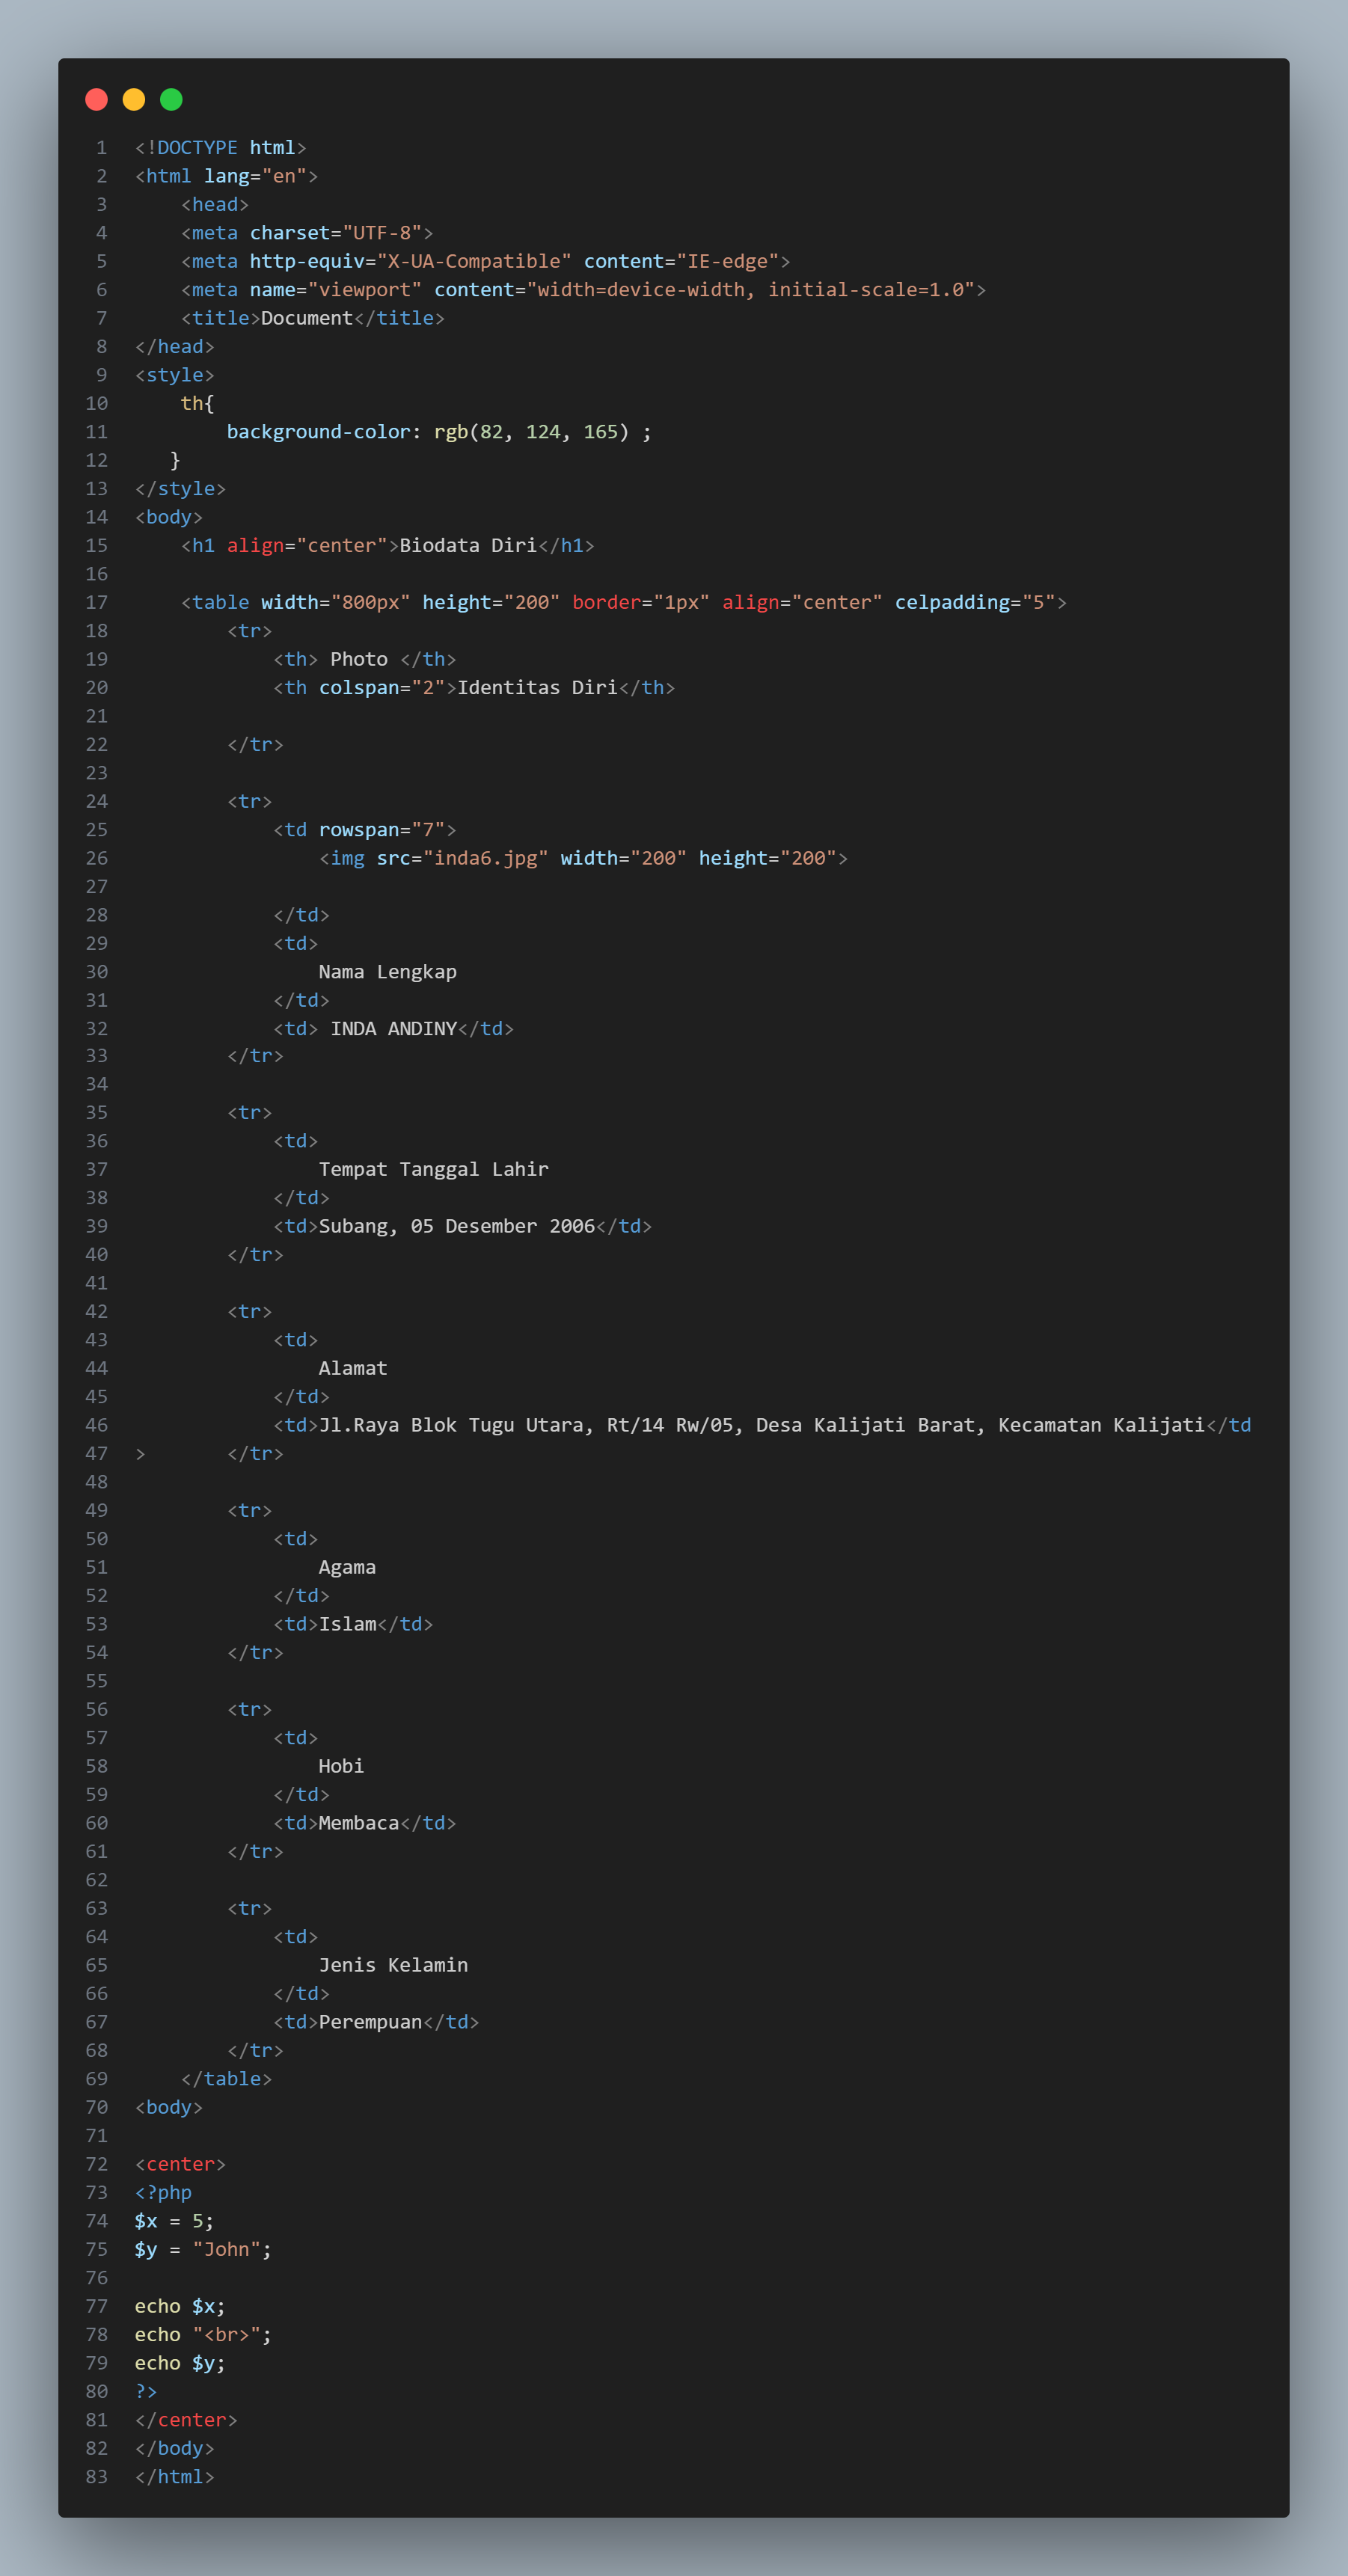 1 <!DOCTYPE html>
2 <html lang="en">
3     <head>
4     <meta charset="UTF-8">
5     <meta http-equiv="X-UA-Compatible" content="IE-edge">
6     <meta name="viewport" content="width=device-width, initial-scale=1.0">
7     <title>Document</title>
8 </head>
9 <style>
10     th{
11         background-color: rgb(82, 124, 165) ;
12    }
13 </style>
14 <body>
15     <h1 align="center">Biodata Diri</h1>
16
17     <table width="800px" height="200" border="1px" align="center" celpadding="5">
18         <tr>
19             <th> Photo </th>
20             <th colspan="2">Identitas Diri</th>
21
22         </tr>
23
24         <tr>
25             <td rowspan="7">
26                 <img src="inda6.jpg" width="200" height="200">
27
28             </td>
29             <td>
30                 Nama Lengkap
31             </td>
32             <td> INDA ANDINY</td>
33         </tr>
34
35         <tr>
36             <td>
37                 Tempat Tanggal Lahir
38             </td>
39             <td>Subang, 05 Desember 2006</td>
40         </tr>
41
42         <tr>
43             <td>
44                 Alamat
45             </td>
46             <td>Jl.Raya Blok Tugu Utara, Rt/14 Rw/05, Desa Kalijati Barat, Kecamatan Kalijati</td
47 >       </tr>
48
49         <tr>
50             <td>
51                 Agama
52             </td>
53             <td>Islam</td>
54         </tr>
55
56         <tr>
57             <td>
58                 Hobi
59             </td>
60             <td>Membaca</td>
61         </tr>
62
63         <tr>
64             <td>
65                 Jenis Kelamin
66             </td>
67             <td>Perempuan</td>
68         </tr>
69     </table>
70 <body>
71
72 <center>
73 <?php
74 $x = 5;
75 $y = "John";
76
77 echo $x;
78 echo "<br>";
79 echo $y;
80 ?>
81 </center>
82 </body>
83 </html>